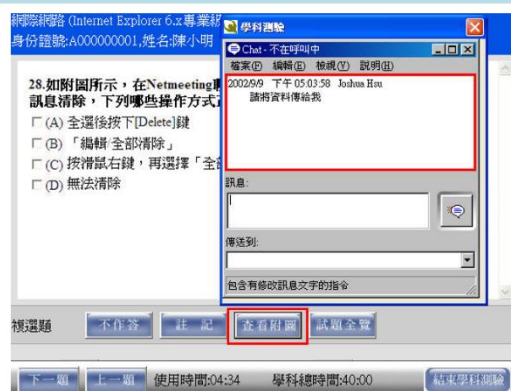 網際網路 (Internet Explorer 6.x專業級
身份證號:A000000001,姓名:陳小明
28.如附圖所示，在Netmeeting
訊息清除，下列哪些操作方式
(A) 全選後按下[Delete]鍵
(B) 「編輯/全部清除」
(C) 按滑鼠右鍵，再選擇「全
(D) 無法清除
學科測驗
Chat - 不在呼叫中
檔案(F) 編輯(E) 檢視(V) 說明(H)
2002/9/9 下午 05:03:58 Joshua Hsu
請將資料傳給我
訊息:
傳送到:
包含有修改訊息文字的指令
複選題 不作答 註 記 查看附圖 試題全覽
下一題 上一題 使用時間:04:34 學科總時間:40:00 結束學科測驗